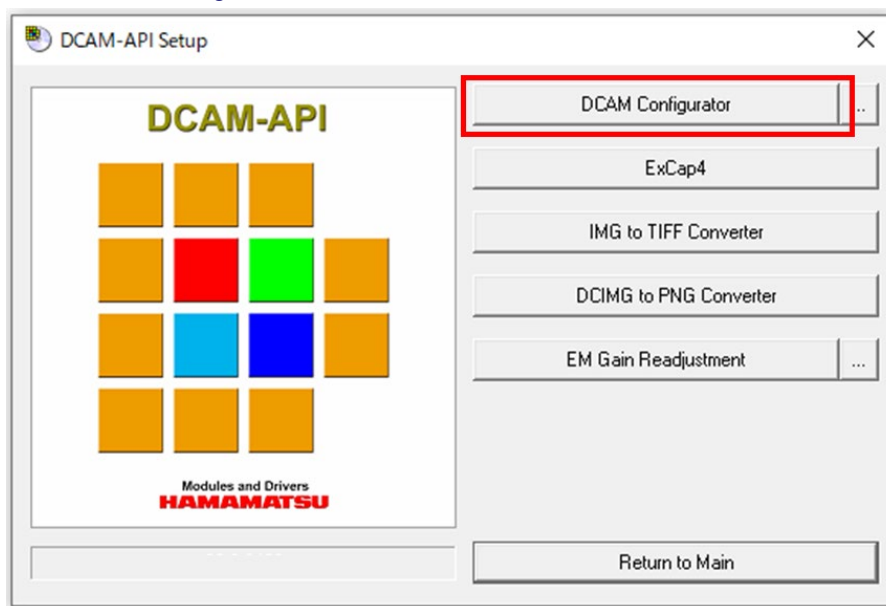 DCAM-API Setup
DCAM-API
Modules and Drivers
HAMAMATSU
DCAM Configurator
..
ExCap4
IMG to TIFF Converter
DCIMG to PNG Converter
EM Gain Readjustment
...
Return to Main